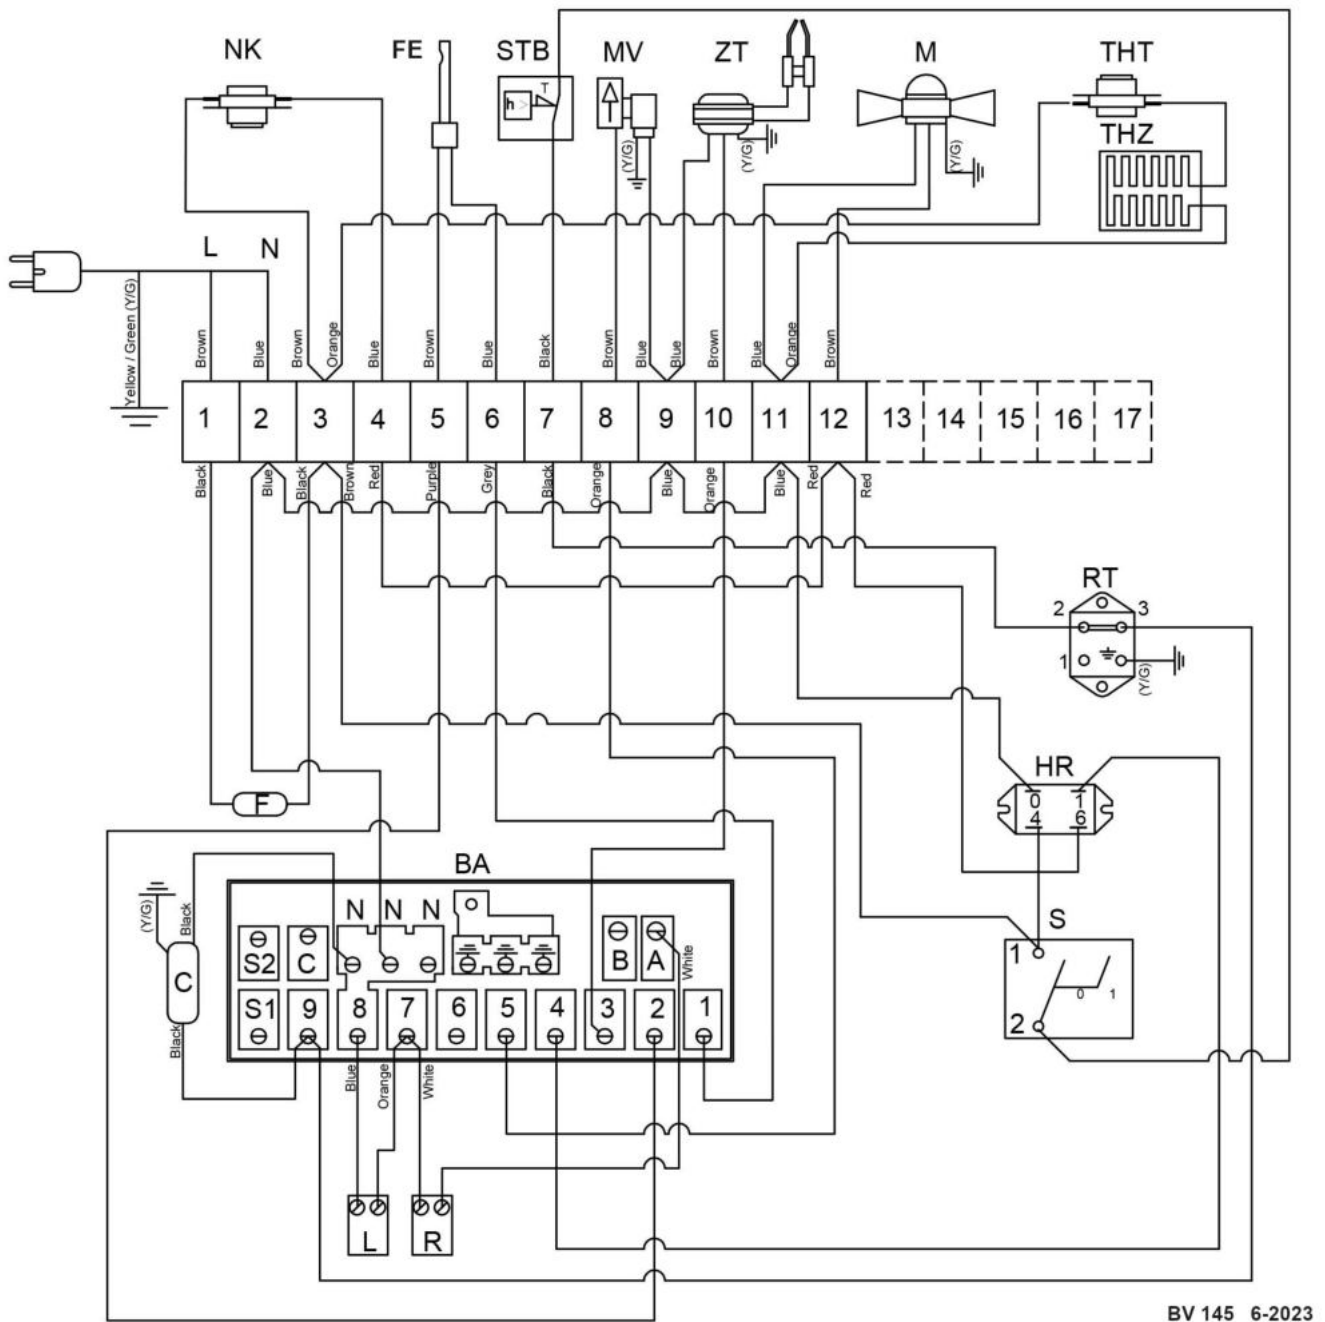 NK FE STB MV ZT M THT
T
h >
THZ
(Y/G) (Y/G) (Y/G)
L N
Yellow / Green (Y/G)
Brown Blue Brown Orange Blue Brown Blue Black Brown Blue Blue Brown Blue Orange Brown
1 2 3 4 5 6 7 8 9 10 11 12 13 14 15 16 17
Black Blue Black Brown Red Purple Grey Black Orange Blue Orange Blue Red Red
RT
2 3
1
(Y/G)
HR
0 1
4 6
F
BA
(Y/G) Black
S
N N N
S2 C B A White
1
0 1
2
C
S1 9 8 7 6 5 4 3 2 1
Black
Blue Orange White
L R
BV 145 6-2023